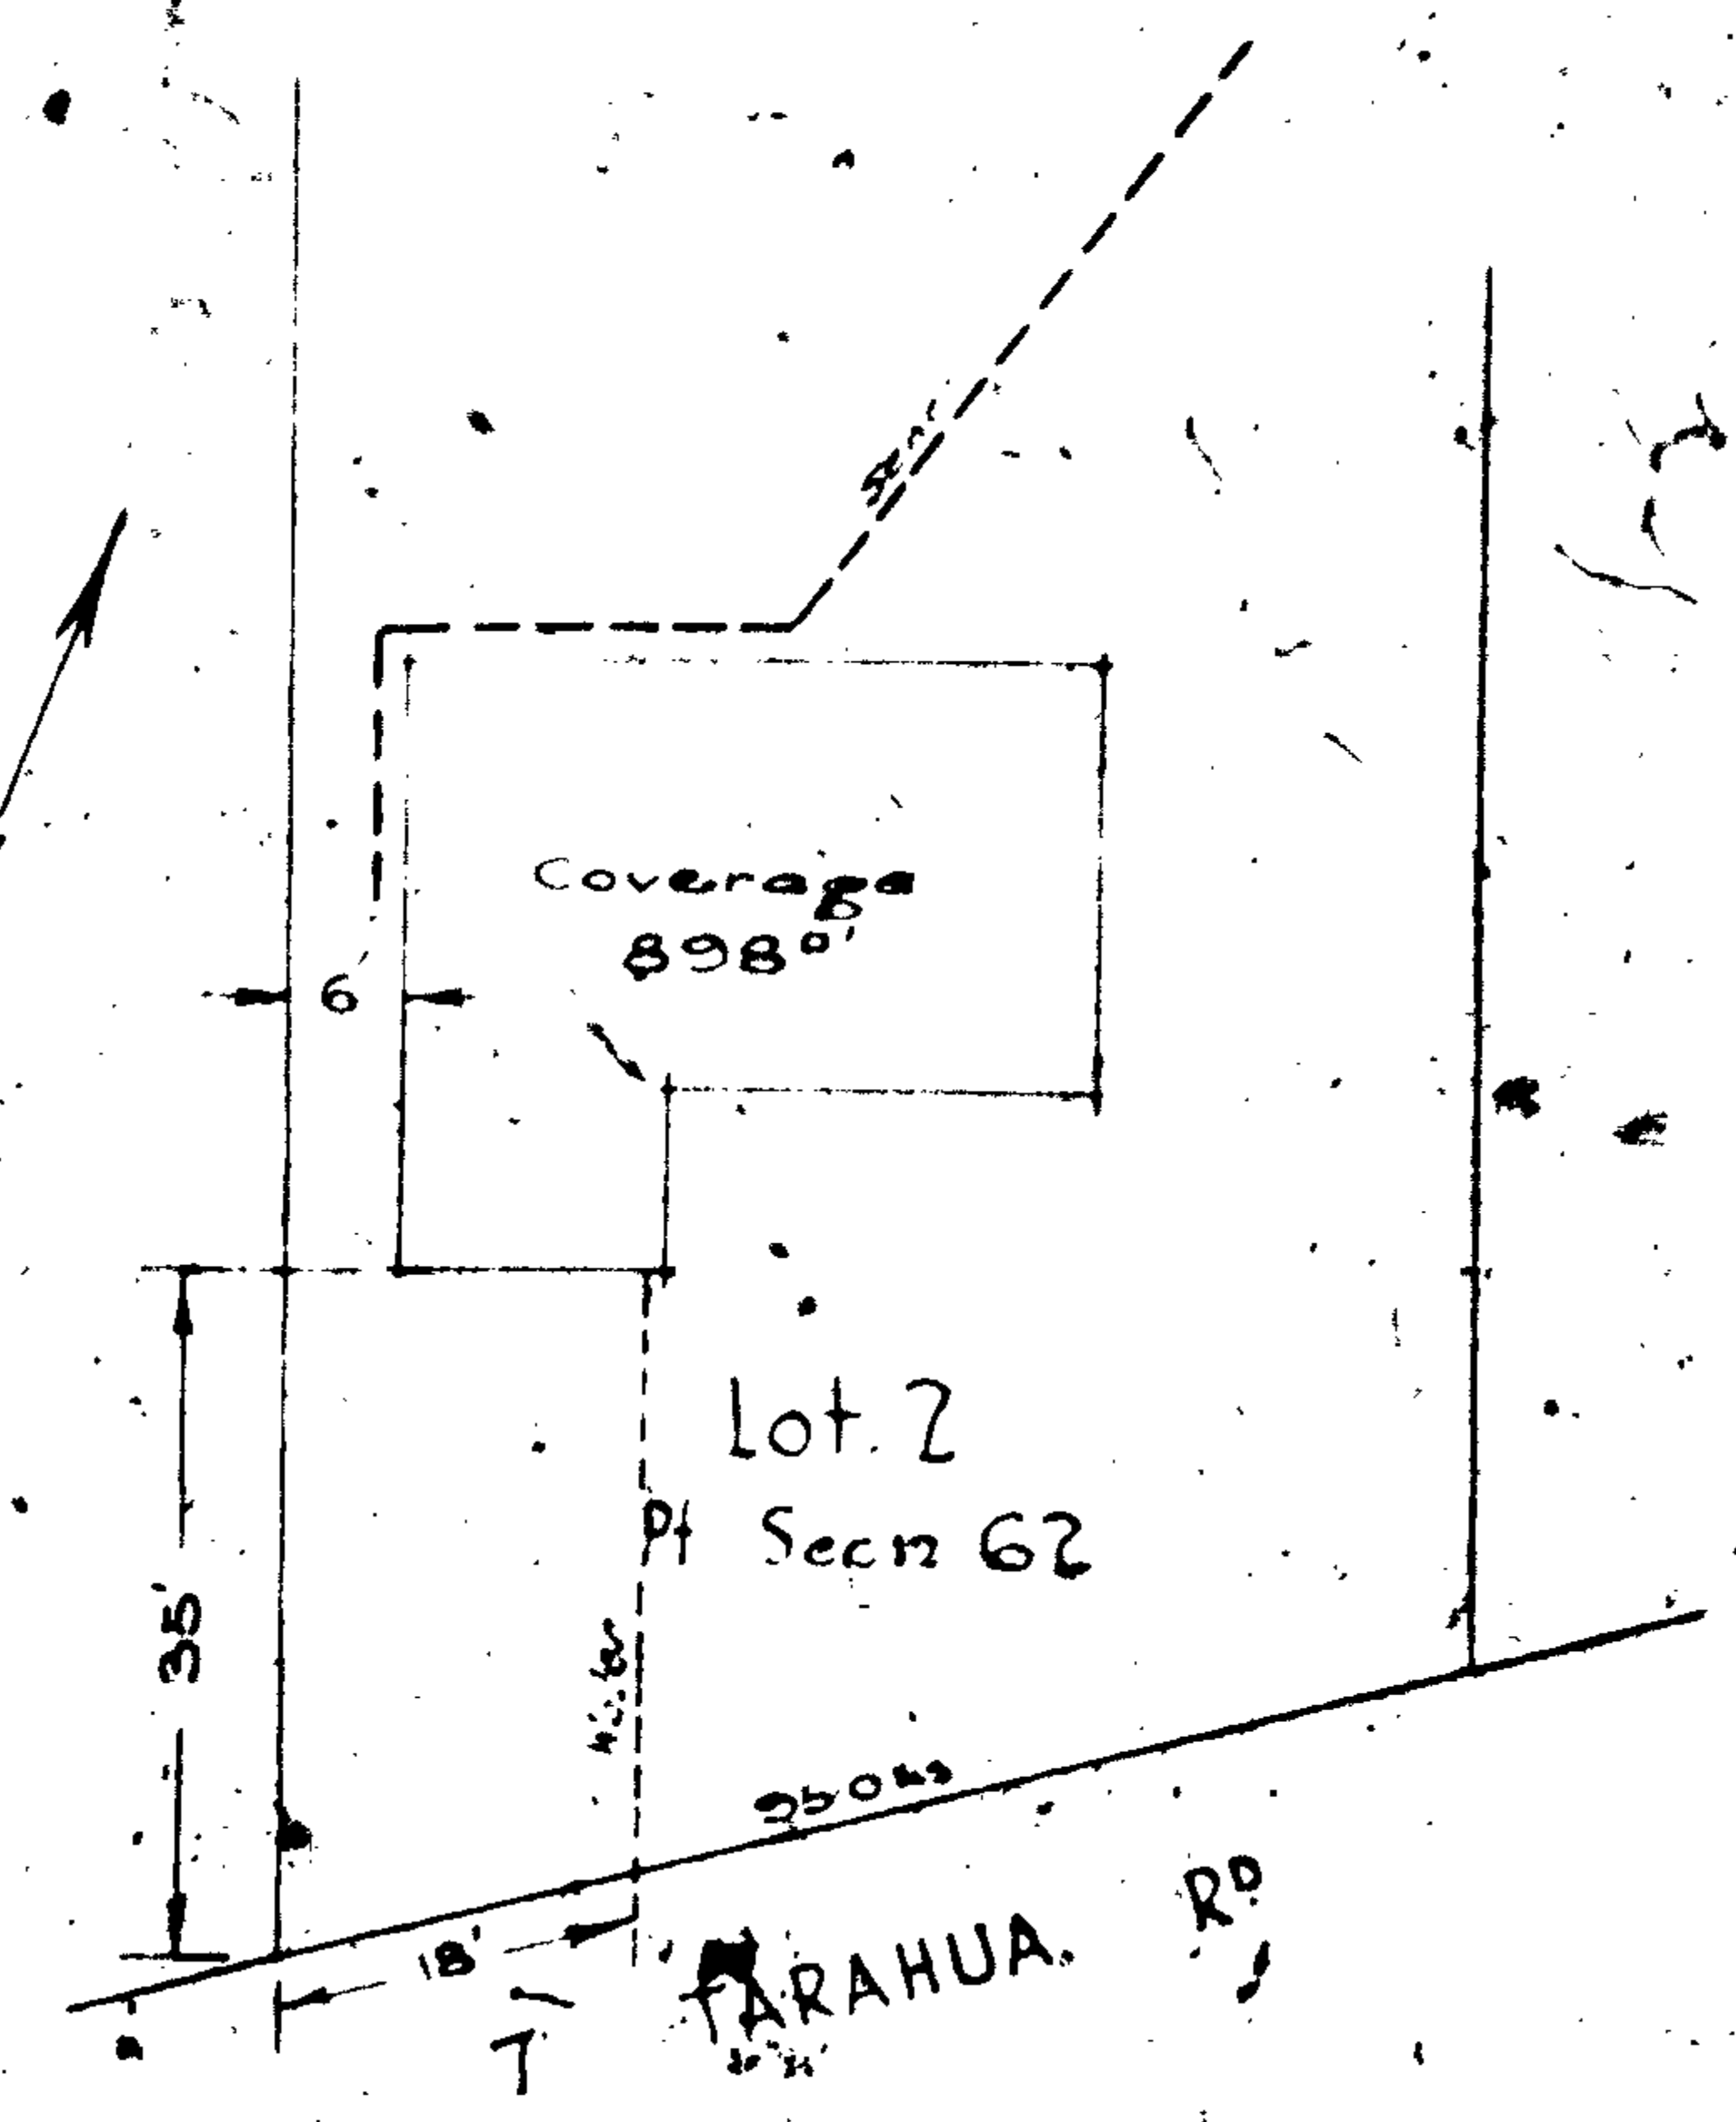 Coverage
898□'
6'
Lot. 2
Pt Secn 62
35'
18'
TARAHUA. RD